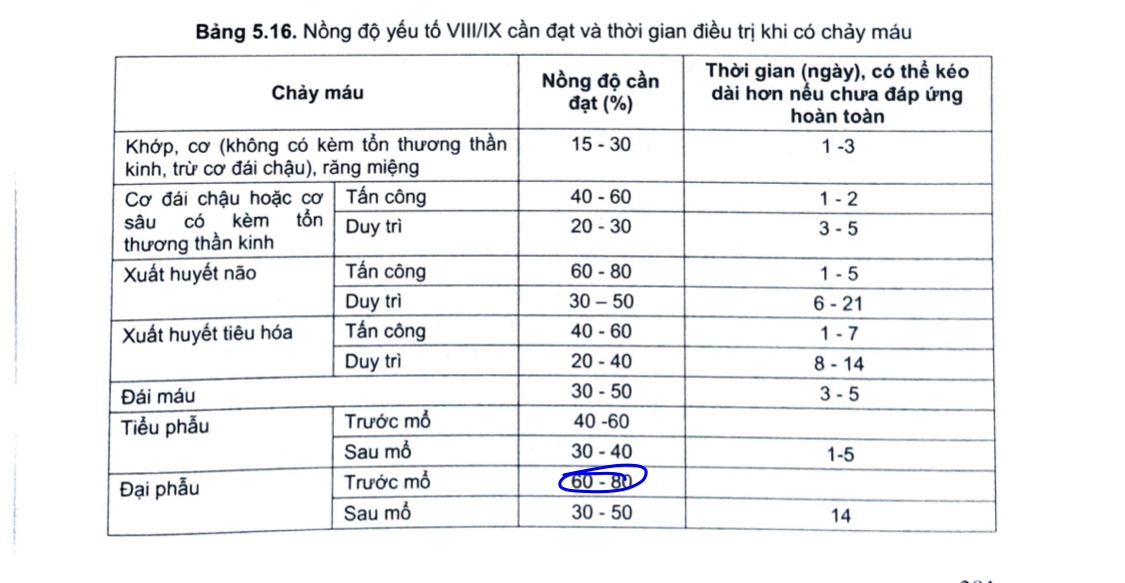 Bảng 5.16. Nồng độ yếu tố VIII/IX cần đạt và thời gian điều trị khi có chảy máu
Chảy máu
Nồng độ cần
đạt (%)
Thời gian (ngày), có thể kéo
dài hơn nếu chưa đáp ứng
hoàn toàn
Khớp, cơ (không có kèm tổn thương thần
kinh, trừ cơ đái chậu), răng miệng
15 - 30
1 -3
Cơ đái chậu hoặc cơ
sâu có kèm tổn
thương thần kinh
Tấn công
40 - 60
1 - 2
Duy trì
20 - 30
3 - 5
Xuất huyết não
Tấn công
60 - 80
1 - 5
Duy trì
30 – 50
6 - 21
Xuất huyết tiêu hóa
Tấn công
40 - 60
1 - 7
Duy trì
20 - 40
8 - 14
Đái máu
30 - 50
3 - 5
Tiểu phẫu
Trước mổ
40 -60
Sau mổ
30 - 40
1-5
Đại phẫu
Trước mổ
60 - 80
Sau mổ
30 - 50
14